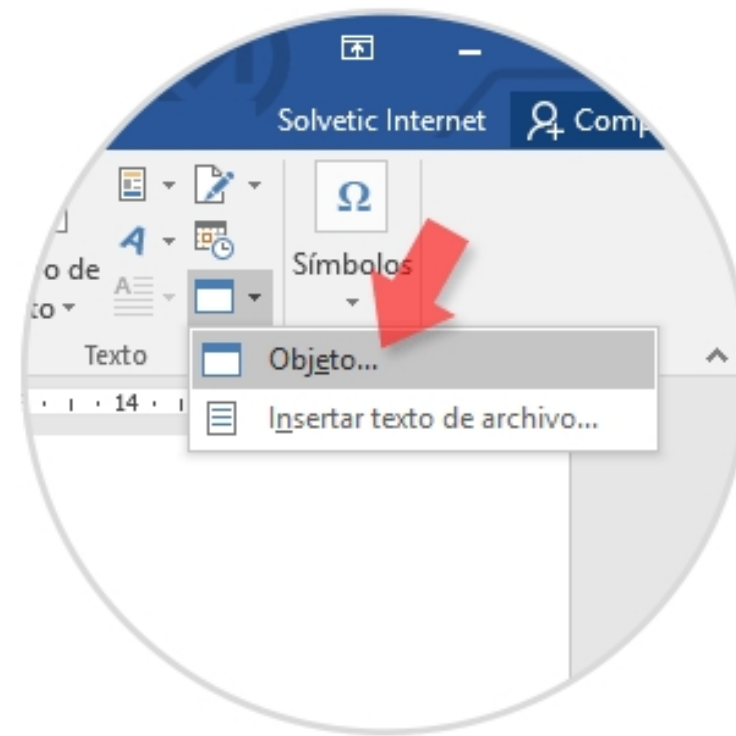 Solvetic Internet
Comp
Ω
Símbolos
A
o de
A
to
Texto
Objeto...
14
Insertar texto de archivo...